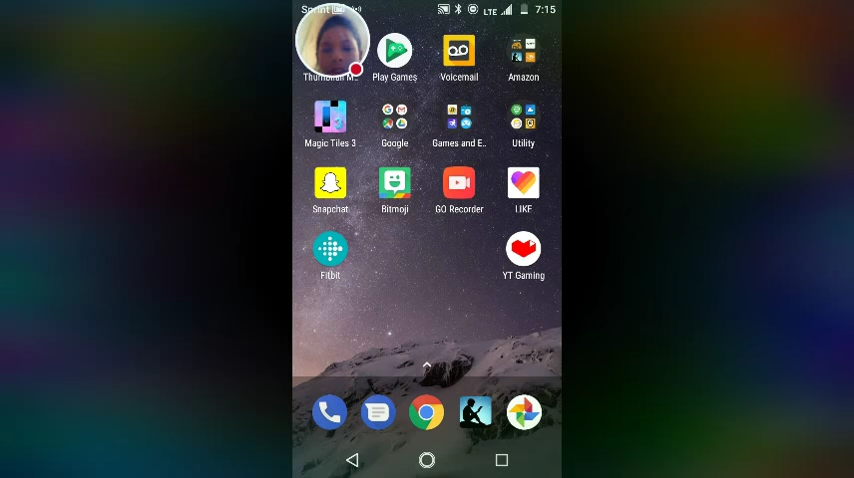 Sprint
LTE
7:15
Thumbnail M..
Play Games
Voicemail
Amazon
Magic Tiles 3
Google
Games and E..
Utility
Snapchat
Bitmoji
GO Recorder
LIKE
Fitbit
YT Gaming